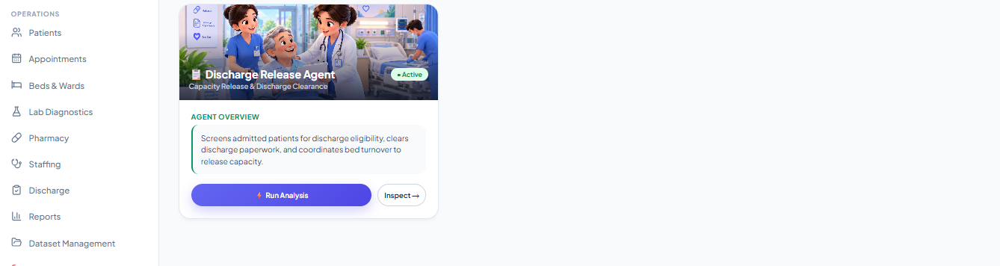 OPERATIONS
Patients
Appointments
Beds & Wards
Lab Diagnostics
Pharmacy
Staffing
Discharge
Reports
Dataset Management
Discharge Release Agent
Active
Capacity Release & Discharge Clearance
AGENT OVERVIEW
Screens admitted patients for discharge eligibility, clears
discharge paperwork, and coordinates bed turnover to
release capacity.
Run Analysis
Inspect →